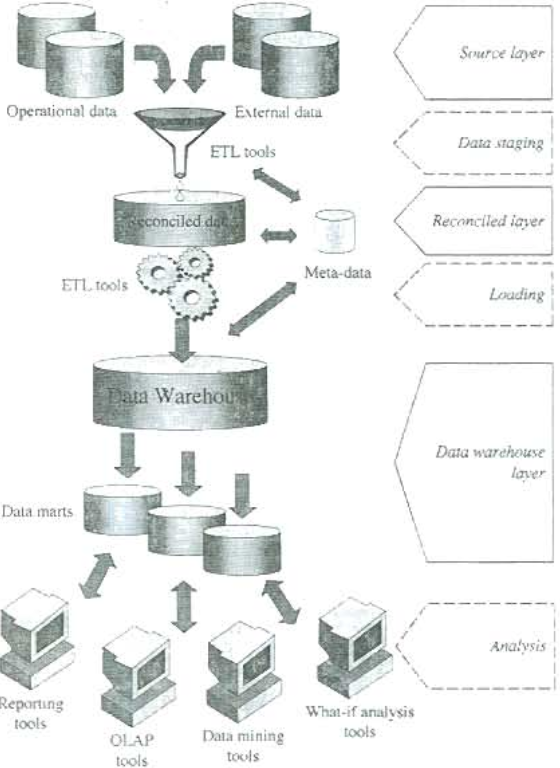 Source layer
Operational data
External data
Data staging
ETL tools
Reconciled data
Reconciled layer
Meta-data
ETL tools
Loading
Data Warehouse
Data warehouse
layer
Data marts
Analysis
Reporting
tools
OLAP
tools
Data mining
tools
What-if analysis
tools